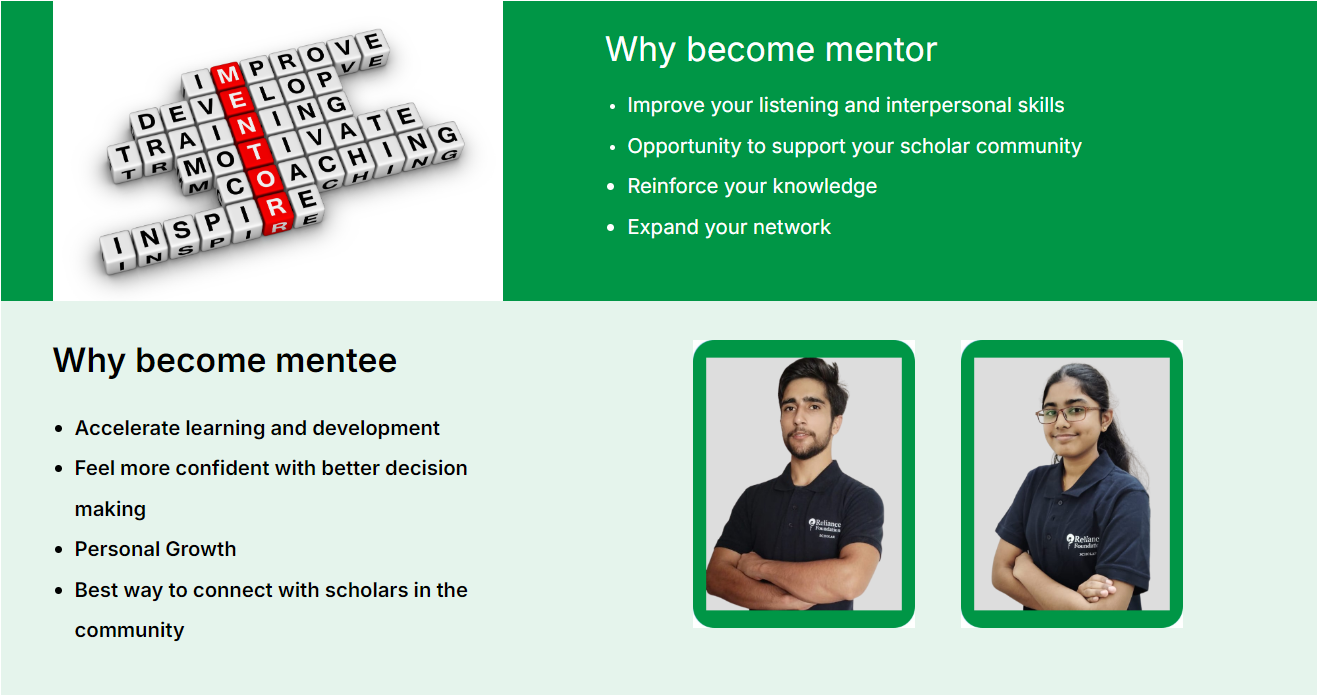 IMPROVE
DEVELOP
TRAINING
MOTIVATE
COACHING
INSPIRE
Why become mentor
• Improve your listening and interpersonal skills
• Opportunity to support your scholar community
• Reinforce your knowledge
• Expand your network
Why become mentee
• Accelerate learning and development
• Feel more confident with better decision
making
• Personal Growth
• Best way to connect with scholars in the
community
Reliance
Foundation
SCHOLAR
Reliance
Foundation
SCHOLAR